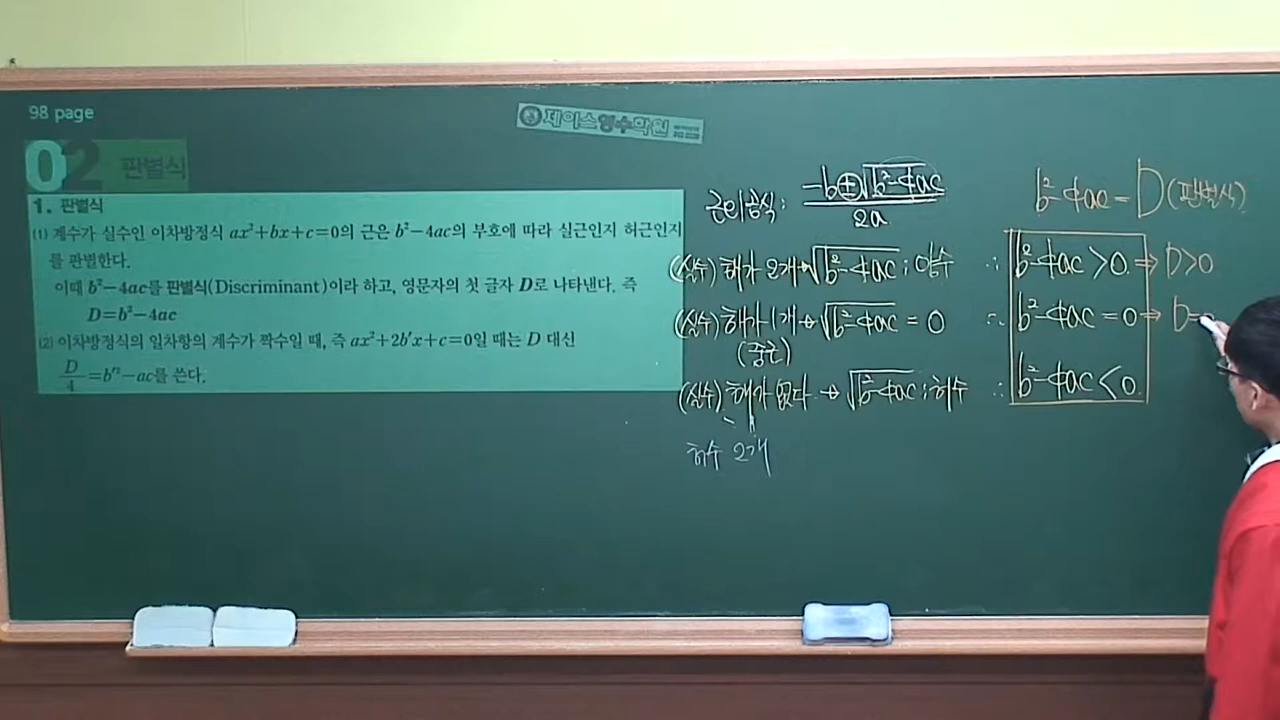 98 page
제이스영수학원
02 판별식
1. 판별식
(1) 계수가 실수인 이차방정식 ax²+bx+c=0의 근은 b²−4ac의 부호에 따라 실근인지 허근인지
를 판별한다.
이때 b²−4ac를 판별식(Discriminant)이라 하고, 영문자의 첫 글자 D로 나타낸다. 즉
D=b²−4ac
(2) 이차방정식의 일차항의 계수가 짝수일 때, 즉 ax²+2b′x+c=0일 때는 D 대신
D/4=b′²−ac를 쓴다.
근의공식 : (−b±√(b²−4ac))/2a
b²−4ac = D(판별식)
(실수) 해가 2개 → √(b²−4ac) ; 양수 ∴ b²−4ac > 0. ⇒ D>0
(실수) 해가 1개 → √(b²−4ac) = 0 ∴ b²−4ac = 0 ⇒ D=
(중근)
(실수) 해가 없다 → √(b²−4ac) ; 허수 ∴ b²−4ac < 0.
허수 2개